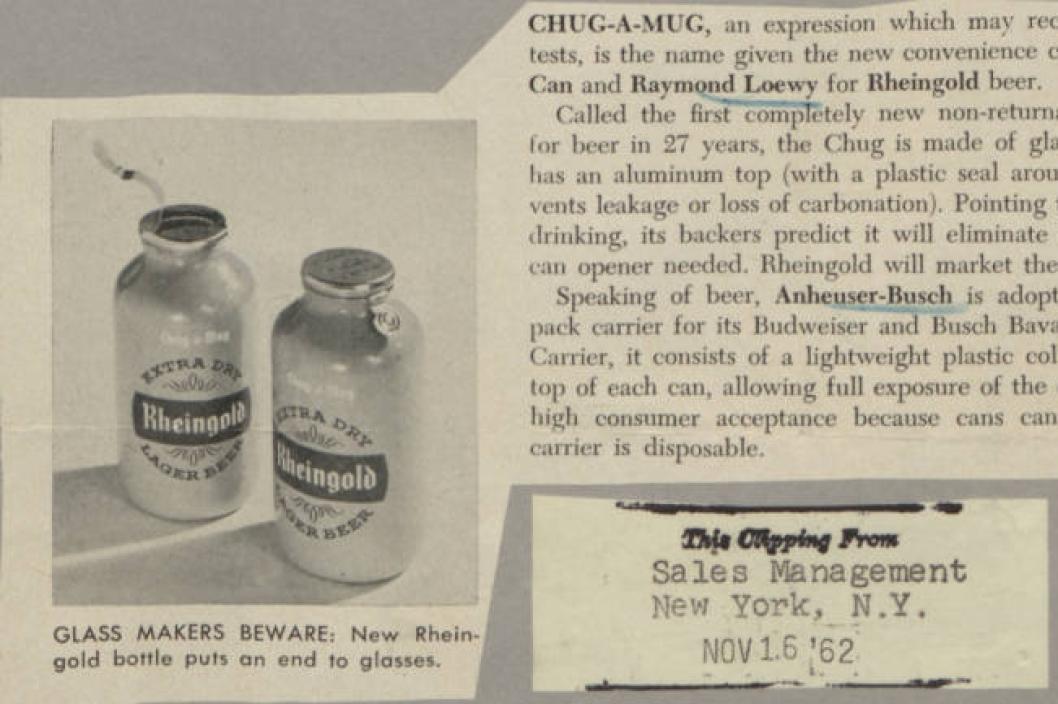 CHUG-A-MUG, an expression which may rec
tests, is the name given the new convenience c
Can and Raymond Loewy for Rheingold beer.
Called the first completely new non-returna
for beer in 27 years, the Chug is made of gla
has an aluminum top (with a plastic seal arou
vents leakage or loss of carbonation). Pointing
drinking, its backers predict it will eliminate
can opener needed. Rheingold will market the
Speaking of beer, Anheuser-Busch is adopt
pack carrier for its Budweiser and Busch Bava
Carrier, it consists of a lightweight plastic col
top of each can, allowing full exposure of the
high consumer acceptance because cans can
carrier is disposable.
EXTRA DRY
Rheingold
LAGER BEER
EXTRA DRY
Rheingold
LAGER BEER
GLASS MAKERS BEWARE: New Rhein-
gold bottle puts an end to glasses.
This Clipping From
Sales Management
New York, N.Y.
NOV 16 '62